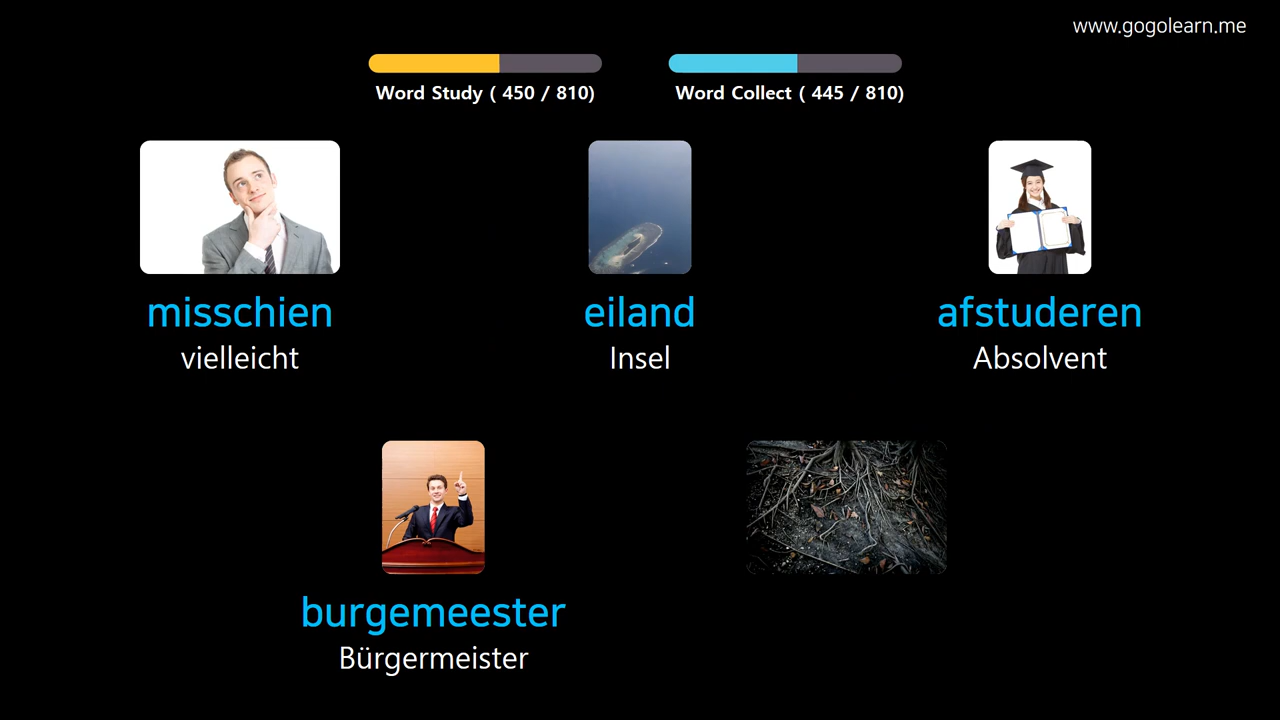 www.gogolearn.me
Word Study ( 450 / 810)
Word Collect ( 445 / 810)
misschien
vielleicht
eiland
Insel
afstuderen
Absolvent
burgemeester
Bürgermeister